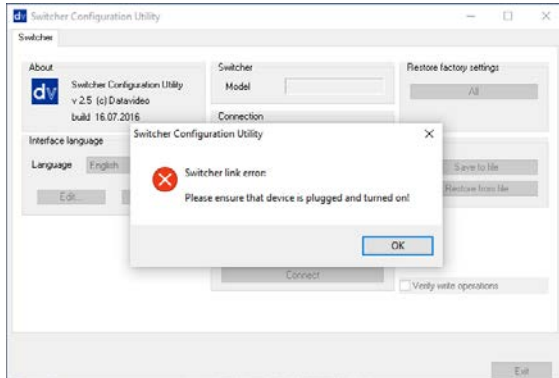 dv Switcher Configuration Utility
Switcher
About
dv
Switcher Configuration Utility
v 2.5 (c) Datavideo
build 16.07.2016
Switcher
Model
Restore factory settings
All
Connection
Interface language
Language English
Edit...
Switcher Configuration Utility
Switcher link error:
Please ensure that device is plugged and turned on!
OK
Save to file
Restore from file
Connect
Verify write operations
Exit